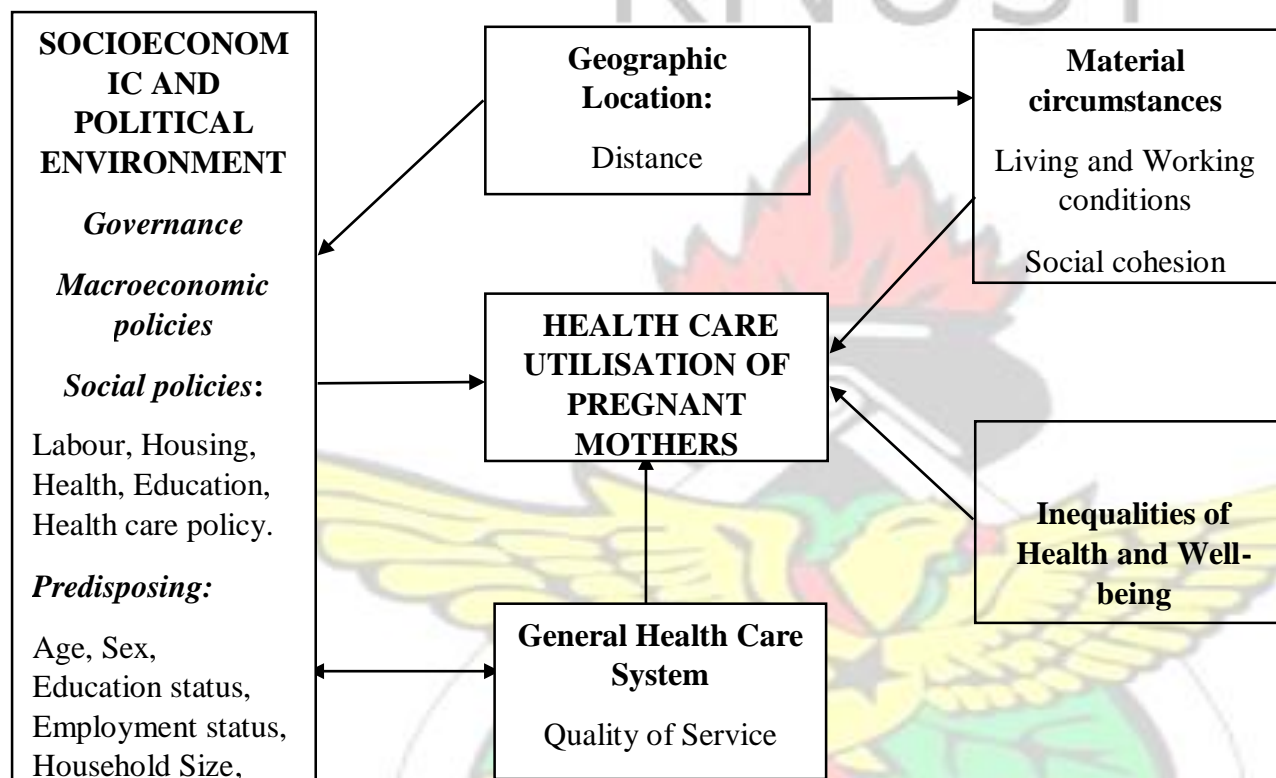 KNUST
SOCIOECONOM
IC AND
POLITICAL
ENVIRONMENT
Governance
Macroeconomic
policies
Social policies:
Labour, Housing,
Health, Education,
Health care policy.
Predisposing:
Age, Sex,
Education status,
Employment status,
Household Size,
Geographic
Location:
Distance
Material
circumstances
Living and Working
conditions
Social cohesion
HEALTH CARE
UTILISATION OF
PREGNANT
MOTHERS
Inequalities of
Health and Well-
being
General Health Care
System
Quality of Service